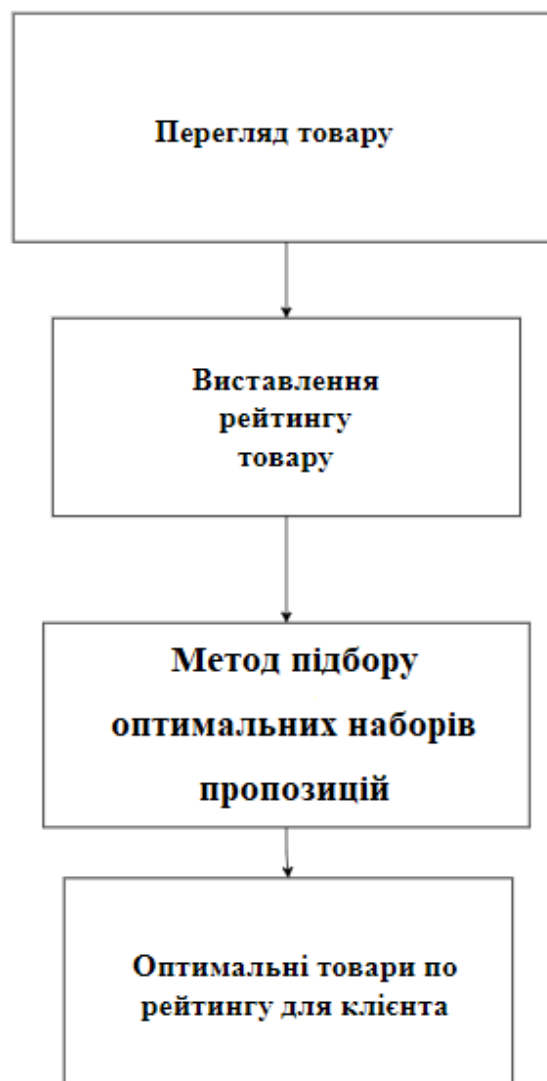 Перегляд товару
Виставлення
рейтингу
товару
Метод підбору
оптимальних наборів
пропозицій
Оптимальні товари по
рейтингу для клієнта